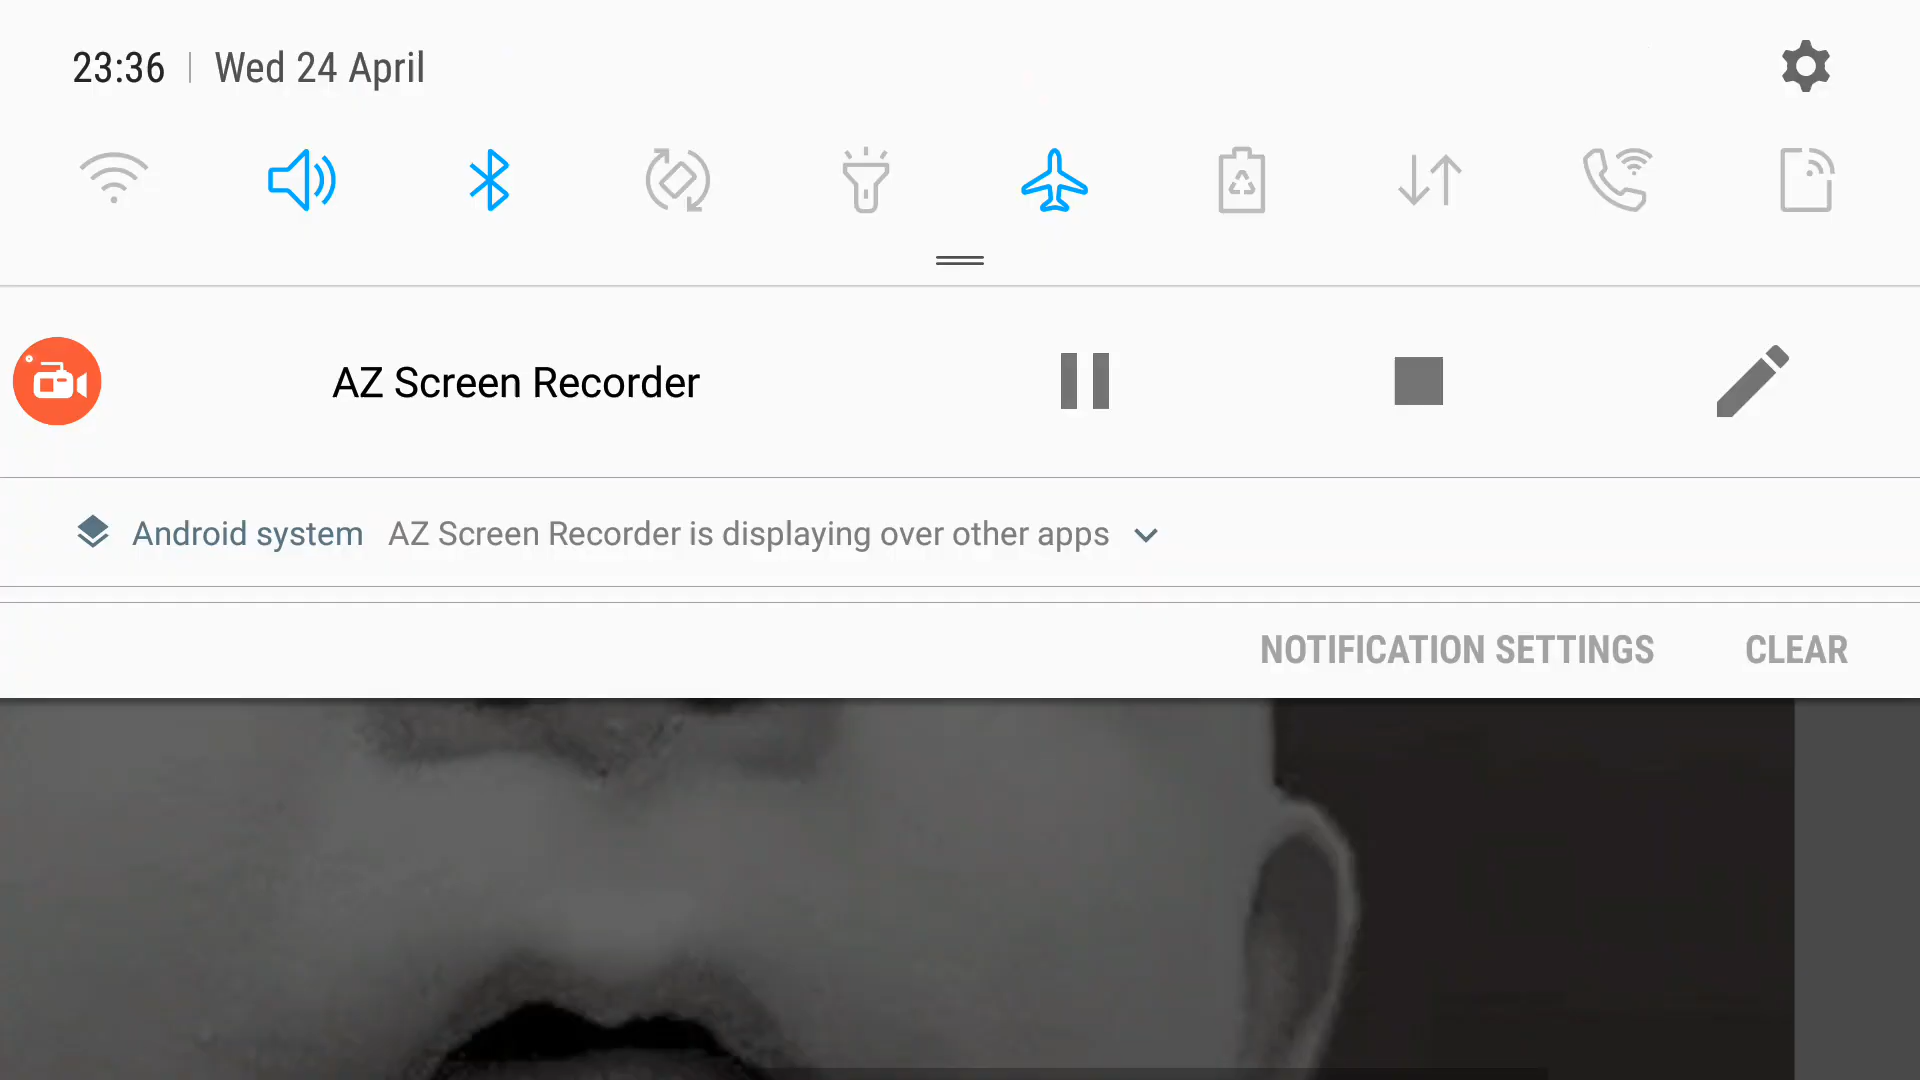 23:36 | Wed 24 April
AZ Screen Recorder
Android system AZ Screen Recorder is displaying over other apps
NOTIFICATION SETTINGS CLEAR